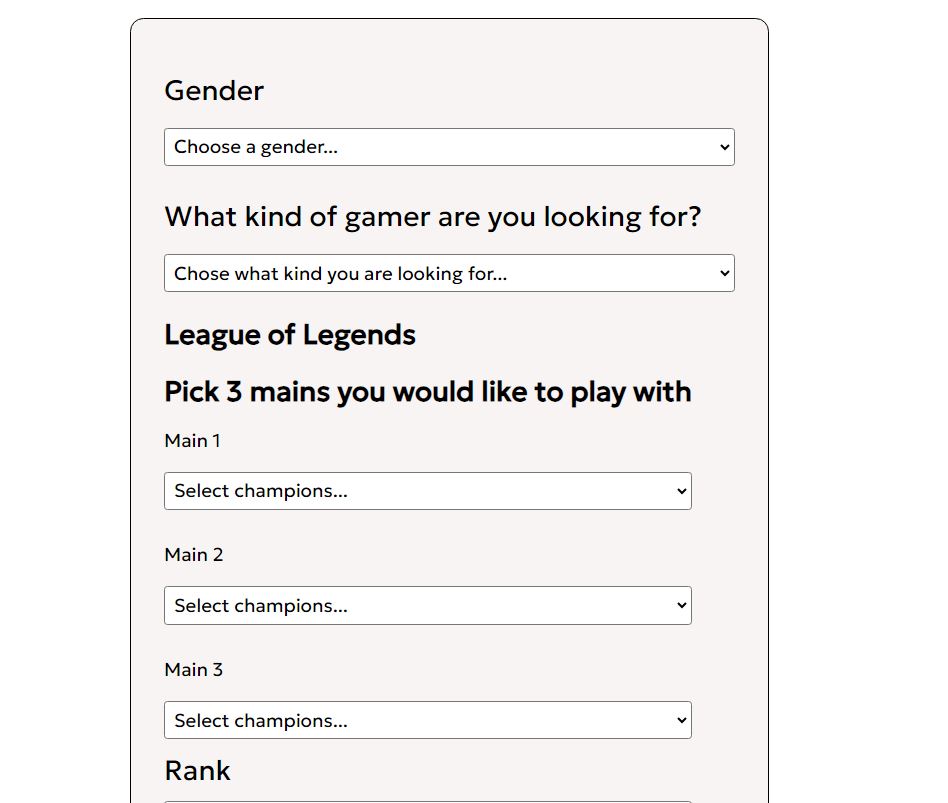 Gender
Choose a gender...
What kind of gamer are you looking for?
Chose what kind you are looking for...
League of Legends
Pick 3 mains you would like to play with
Main 1
Select champions...
Main 2
Select champions...
Main 3
Select champions...
Rank